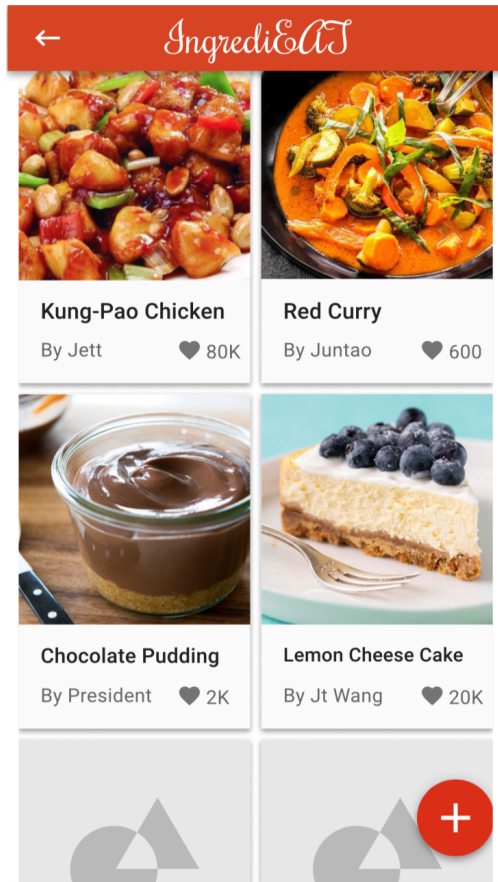 IngrediEAT
Kung-Pao Chicken
By Jett 80K
Red Curry
By Juntao 600
Chocolate Pudding
By President 2K
Lemon Cheese Cake
By Jt Wang 20K